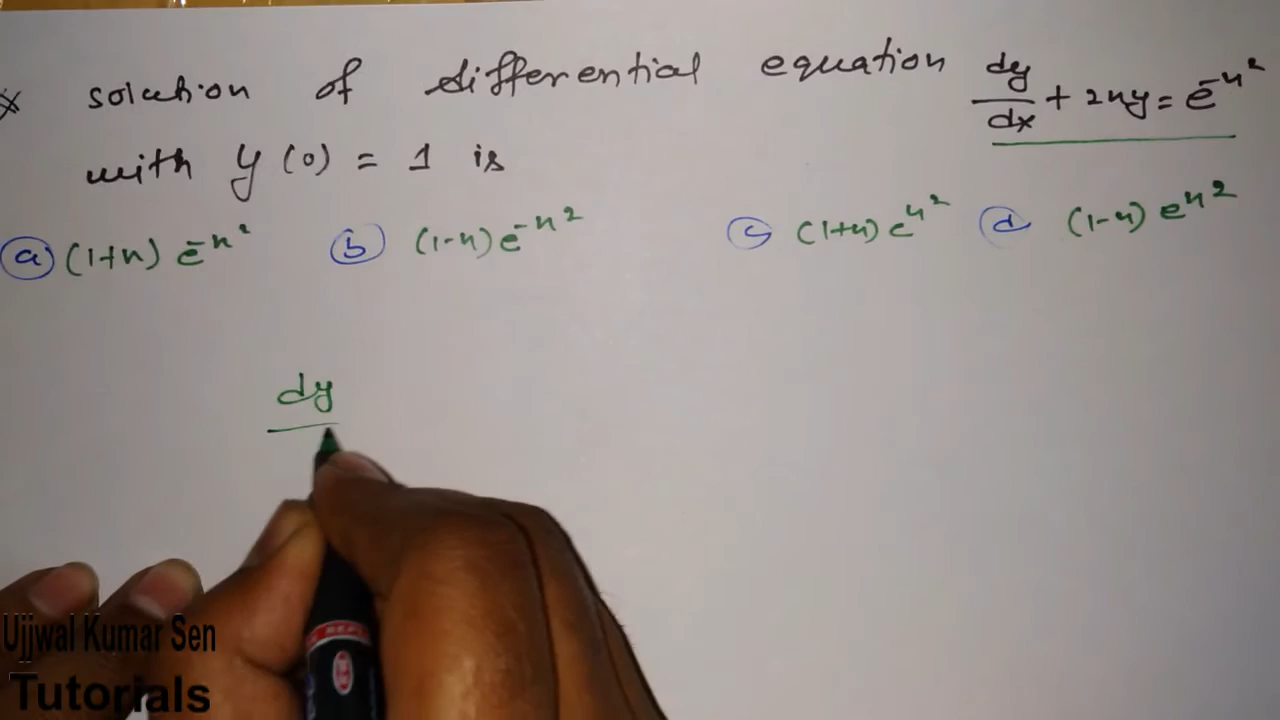 * solution of differential equation dy/dx + 2xy = e^-x²
with y(0) = 1 is
(a) (1+x) e^-x² (b) (1-x) e^-x² (c) (1+x) e^x² (d) (1-x) e^x²
dy
REPL
Ujjwal Kumar Sen
Tutorials